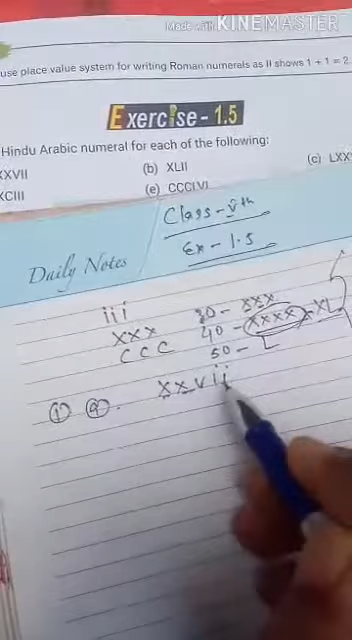 Made with KINEMASTER
use place value system for writing Roman numerals as II shows 1 + 1 = 2.
Exercise - 1.5
Hindu Arabic numeral for each of the following:
XXVII (b) XLII (c) LXX
XCIII (e) CCCLVI
Class - Vth
Ex - 1.5
Daily Notes
iii
xxx 30 - xxx
ccc 40 - xxxx - XL
50 - L
① ⓐ. xxvii